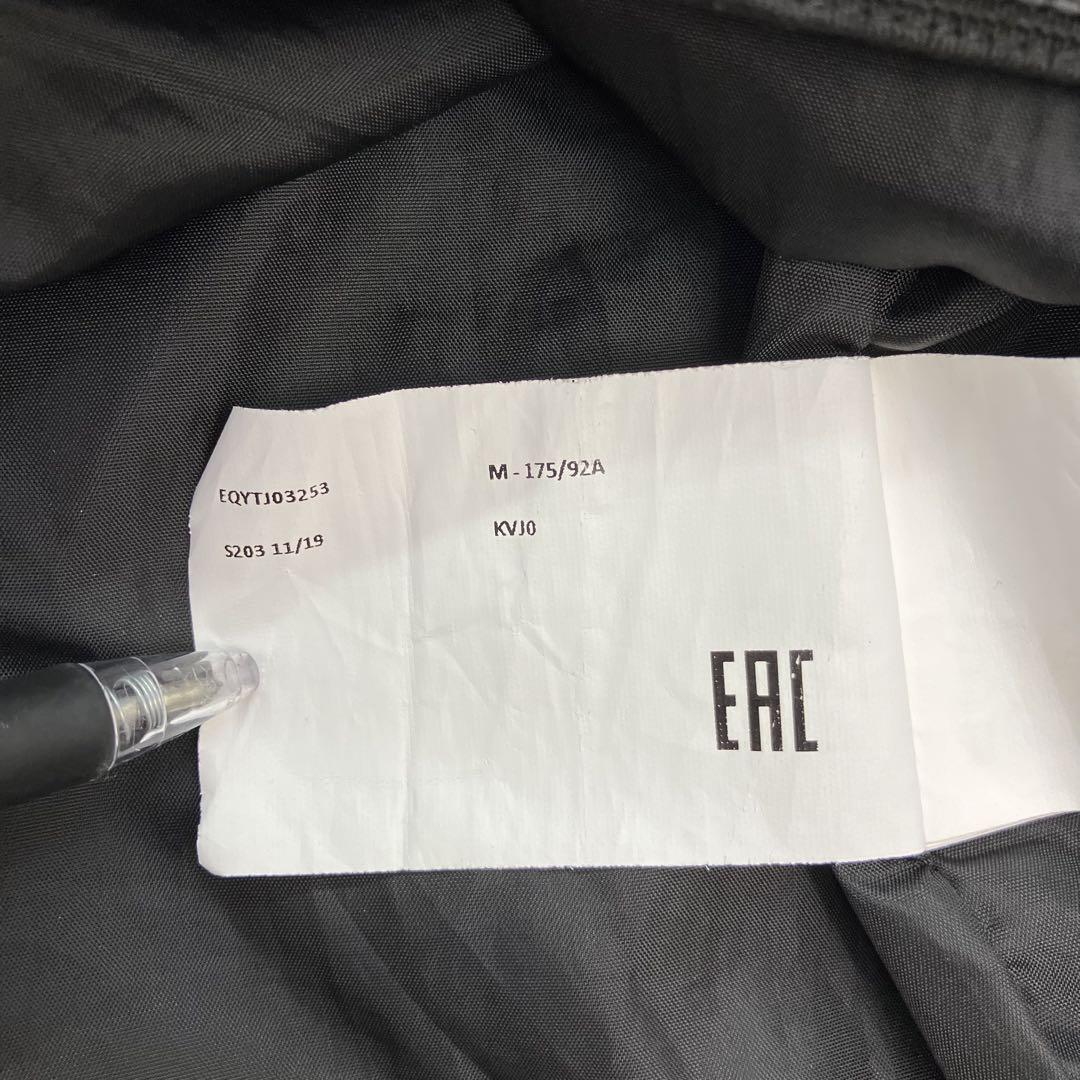 EQYTJ03253
M - 175/92A
S203 11/19
KVJ0
EAC